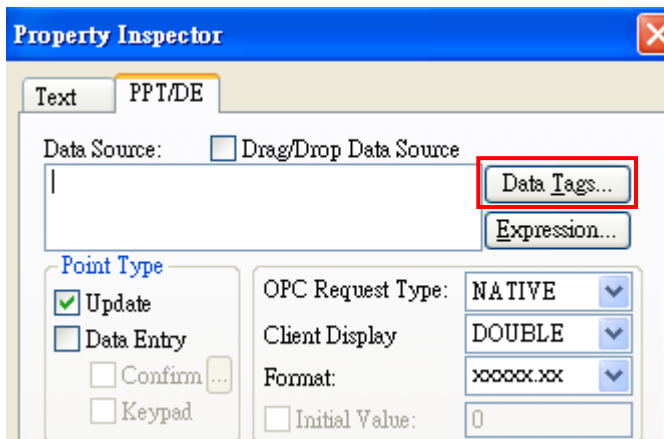 Property Inspector
Text PPT/DE
Data Source: Drag/Drop Data Source
Data Tags...
Expression...
Point Type
Update
Data Entry
Confirm ...
Keypad
OPC Request Type: NATIVE
Client Display DOUBLE
Format: xxxxxx.xx
Initial Value: 0